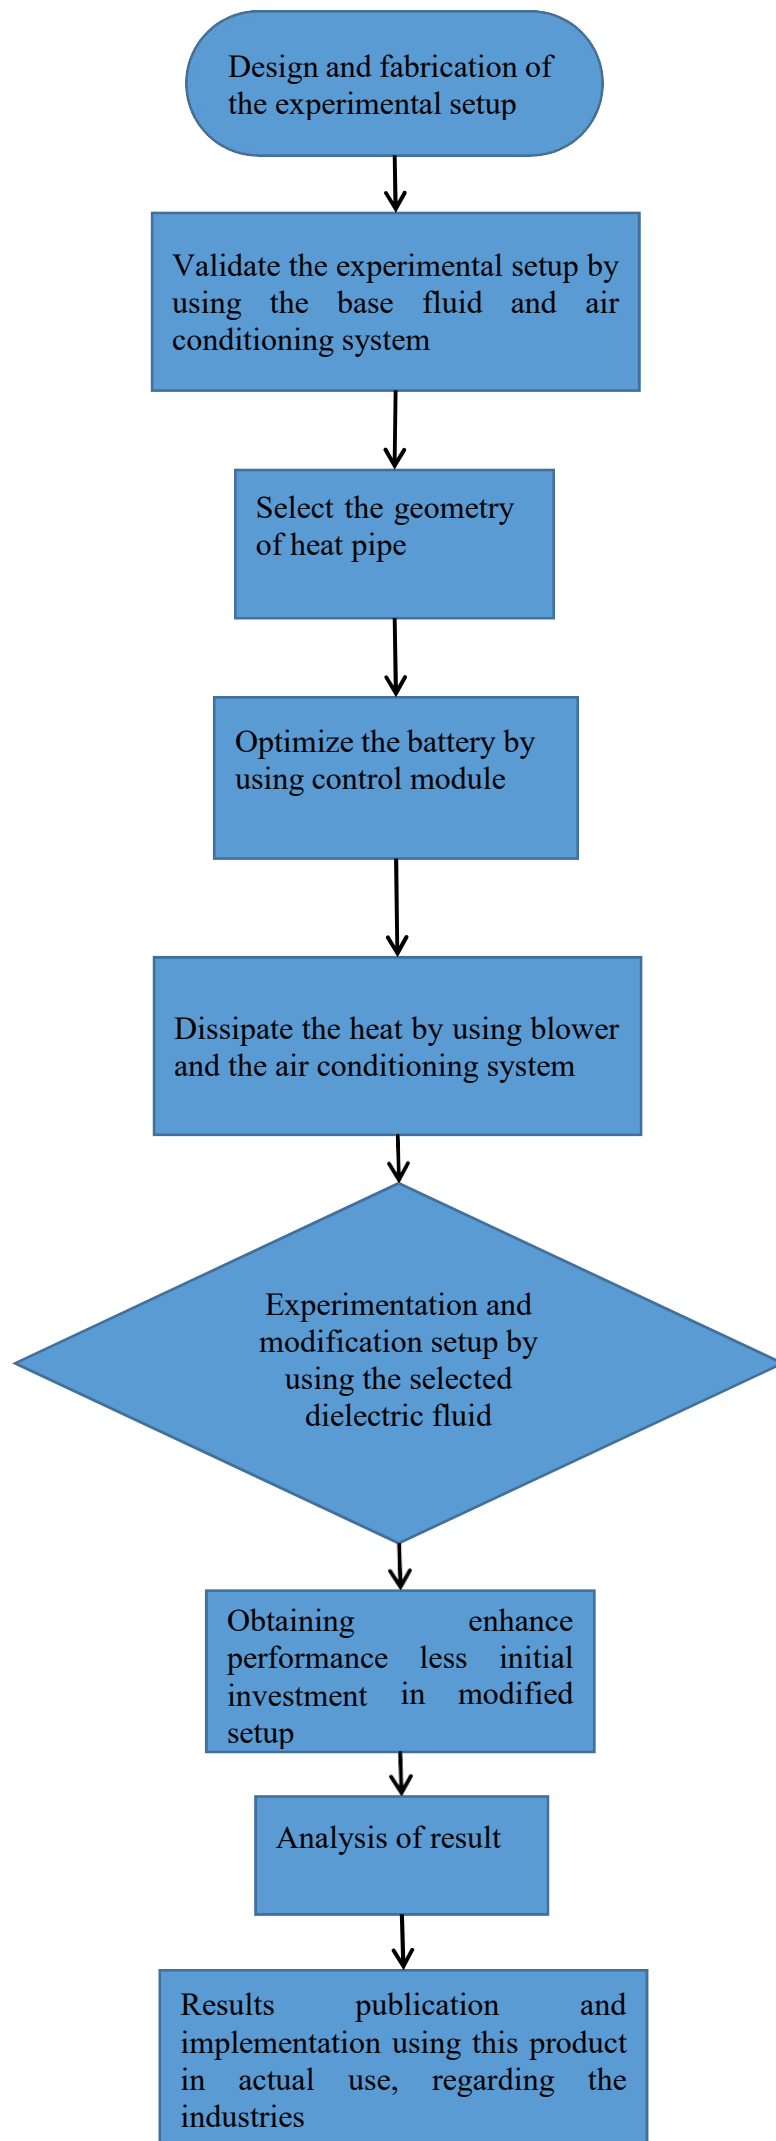 Design and fabrication of
the experimental setup
Validate the experimental setup by
using the base fluid and air
conditioning system
Select the geometry
of heat pipe
Optimize the battery by
using control module
Dissipate the heat by using blower
and the air conditioning system
Experimentation and
modification setup by
using the selected
dielectric fluid
Obtaining enhance
performance less initial
investment in modified
setup
Analysis of result
Results publication and
implementation using this product
in actual use, regarding the
industries